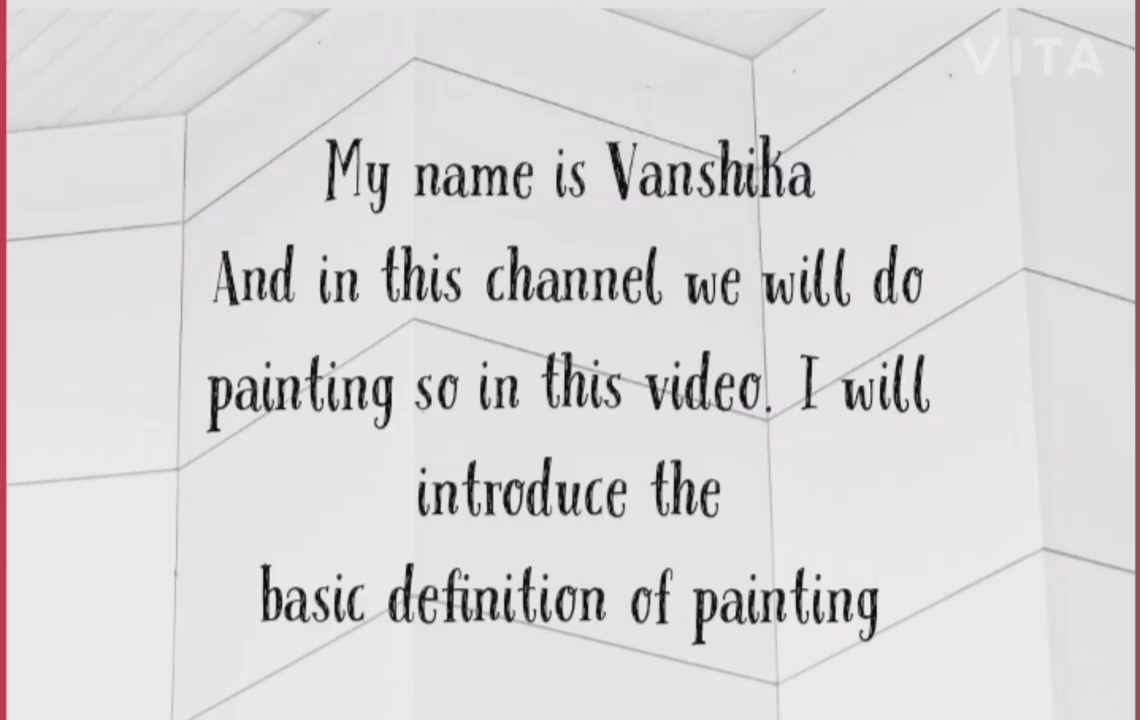 VITA
My name is Vanshika
And in this channel we will do
painting so in this video. I will
introduce the
basic definition of painting